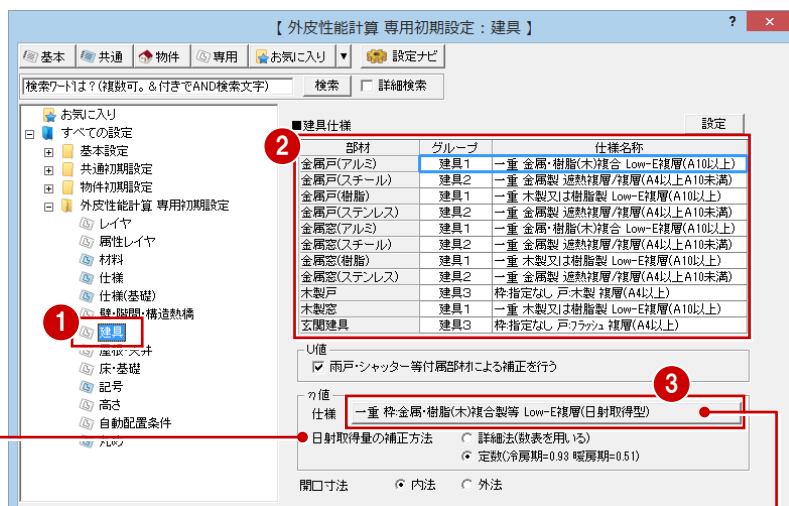 【 外皮性能計算 専用初期設定：建具 】 ? ×
基本 共通 物件 専用 お気に入り ▼ 設定ナビ
検索ワードは？(複数可。＆付きでAND検索文字) 検索 詳細検索
お気に入り
すべての設定
基本設定
共通初期設定
物件初期設定
外皮性能計算 専用初期設定
レイヤ
属性レイヤ
材料
仕様
仕様(基礎)
壁・階間・構造熱橋
1
建具
屋根・天井
床・基礎
記号
高さ
自動配置条件
丸め
■建具仕様 設定
2
部材 グループ 仕様名称
金属戸(アルミ) 建具1 一重 金属・樹脂(木)複合 Low-E複層(A10以上)
金属戸(スチール) 建具2 一重 金属製 遮熱複層/複層(A4以上A10未満)
金属戸(樹脂) 建具1 一重 木製又は樹脂製 Low-E複層(A10以上)
金属戸(ステンレス) 建具2 一重 金属製 遮熱複層/複層(A4以上A10未満)
金属窓(アルミ) 建具1 一重 金属・樹脂(木)複合 Low-E複層(A10以上)
金属窓(スチール) 建具2 一重 金属製 遮熱複層/複層(A4以上A10未満)
金属窓(樹脂) 建具1 一重 木製又は樹脂製 Low-E複層(A10以上)
金属窓(ステンレス) 建具2 一重 金属製 遮熱複層/複層(A4以上A10未満)
木製戸 建具3 枠:指定なし 戸:木製 複層(A4以上)
木製窓 建具1 一重 木製又は樹脂製 Low-E複層(A10以上)
玄関建具 建具3 枠:指定なし 戸:フラッシュ 複層(A4以上)
U値
雨戸・シャッター等付属部材による補正を行う
3
η値
仕様 一重 枠:金属・樹脂(木)複合製等 Low-E複層(日射取得型)
日射取得量の補正方法 詳細法(数表を用いる)
定数(冷房期=0.93 暖房期=0.51)
開口寸法 内法 外法